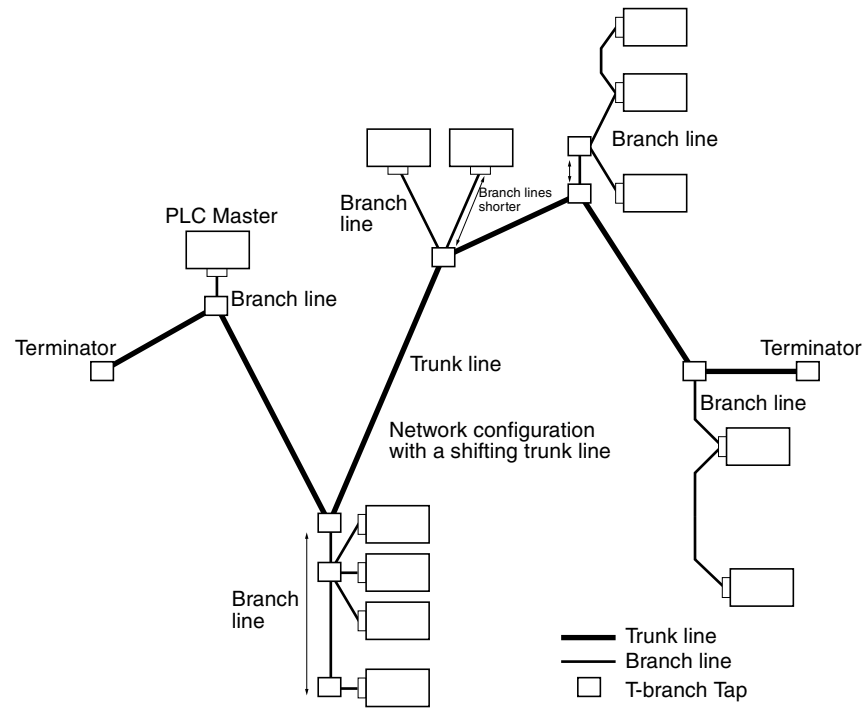 Branch line
Branch
line
Branch lines
shorter
PLC Master
Branch line
Terminator
Trunk line
Terminator
Branch line
Network configuration
with a shifting trunk line
Branch
line
Trunk line
Branch line
T-branch Tap